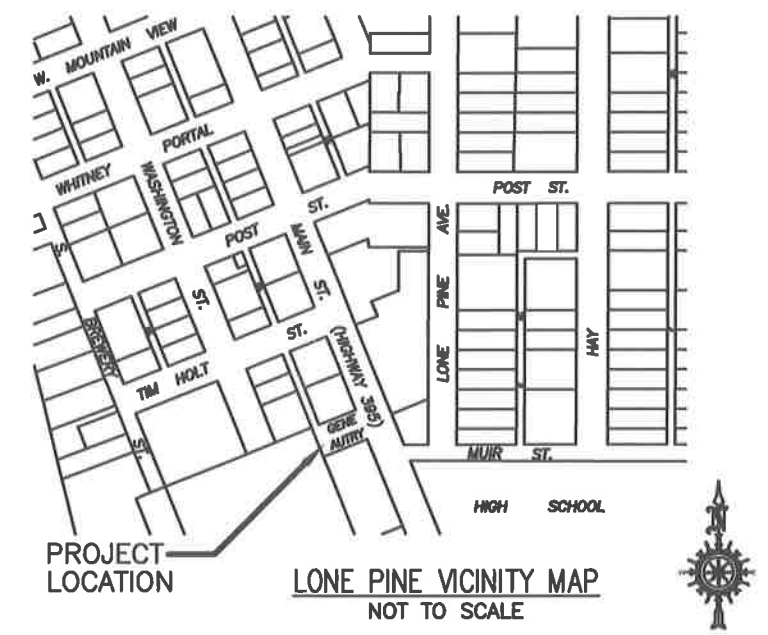 W. MOUNTAIN VIEW
WHITNEY PORTAL
WASHINGTON
ST.
POST ST.
MAIN
ST.
(HIGHWAY 395)
POST ST.
LONE PINE AVE.
HAY
BREWERY
ST.
TIM HOLT ST.
GENE
AUTRY
MUIR ST.
HIGH SCHOOL
PROJECT
LOCATION
LONE PINE VICINITY MAP
NOT TO SCALE
N